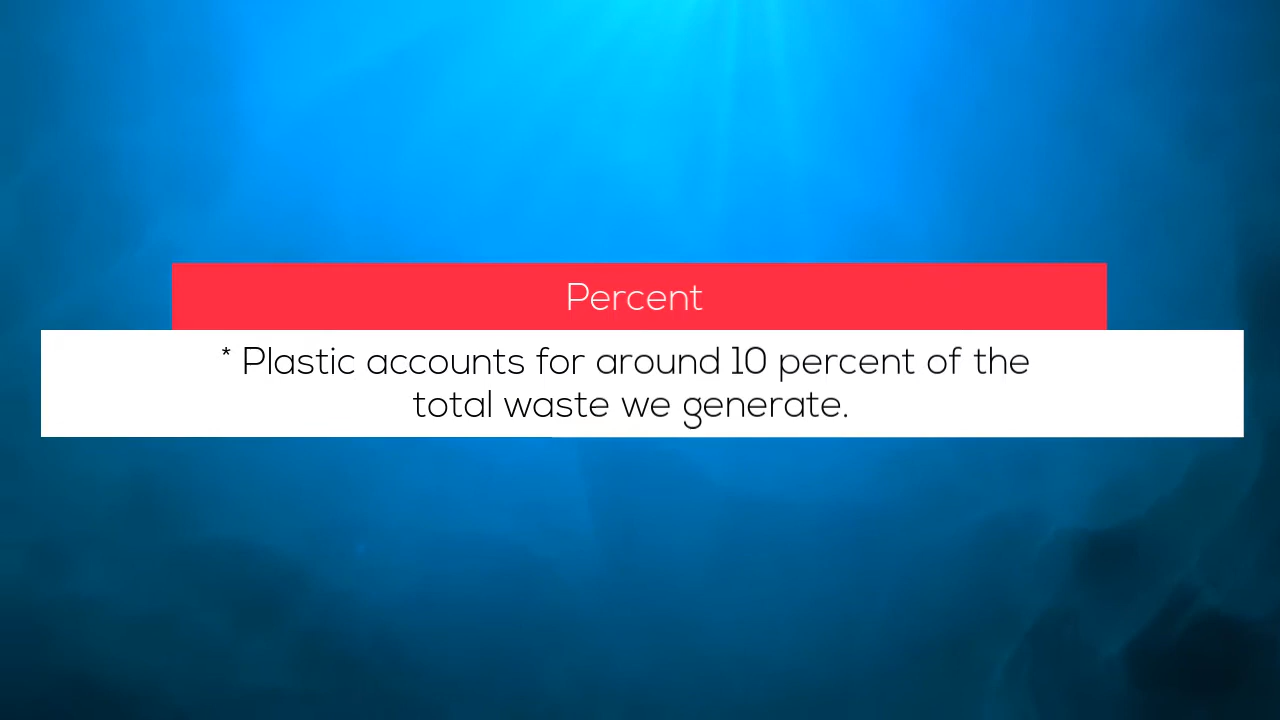 Percent
* Plastic accounts for around 10 percent of the
total waste we generate.